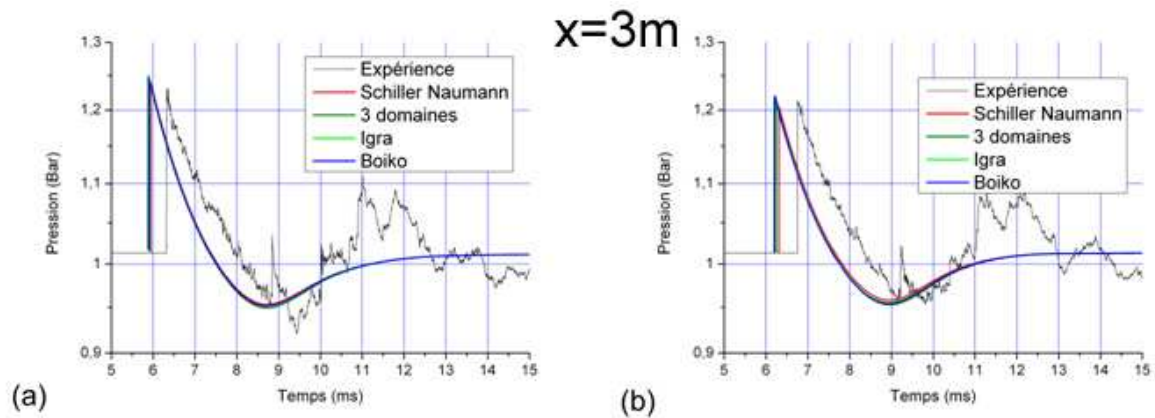 x=3m
1,3
1,2
1,1
1
0,9
Pression (Bar)
Expérience
Schiller Naumann
3 domaines
Igra
Boiko
5 6 7 8 9 10 11 12 13 14 15
Temps (ms)
(a)
1,3
1,2
1,1
1
0,9
Pression (Bar)
Expérience
Schiller Naumann
3 domaines
Igra
Boiko
5 6 7 8 9 10 11 12 13 14 15
Temps (ms)
(b)